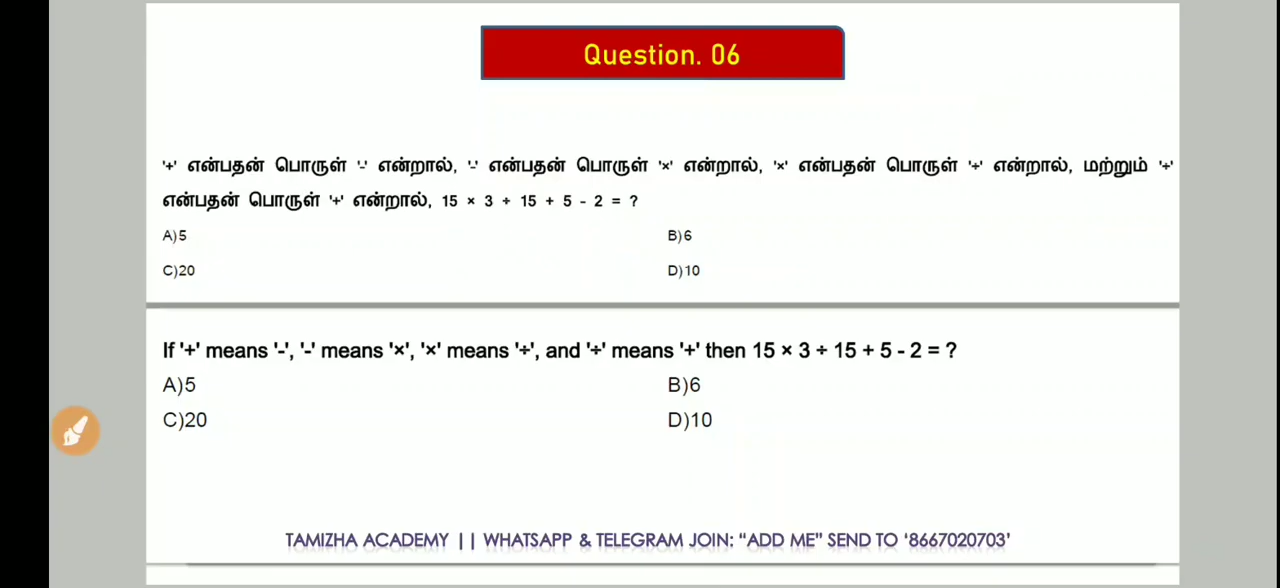 Question. 06
'+' என்பதன் பொருள் '-' என்றால், '-' என்பதன் பொருள் '×' என்றால், '×' என்பதன் பொருள் '÷' என்றால், மற்றும் '÷'
என்பதன் பொருள் '+' என்றால், 15 × 3 ÷ 15 + 5 - 2 = ?
A)5 B)6
C)20 D)10
If '+' means '-', '-' means '×', '×' means '÷', and '÷' means '+' then 15 × 3 ÷ 15 + 5 - 2 = ?
A)5 B)6
C)20 D)10
TAMIZHA ACADEMY || WHATSAPP & TELEGRAM JOIN: “ADD ME” SEND TO ‘8667020703’